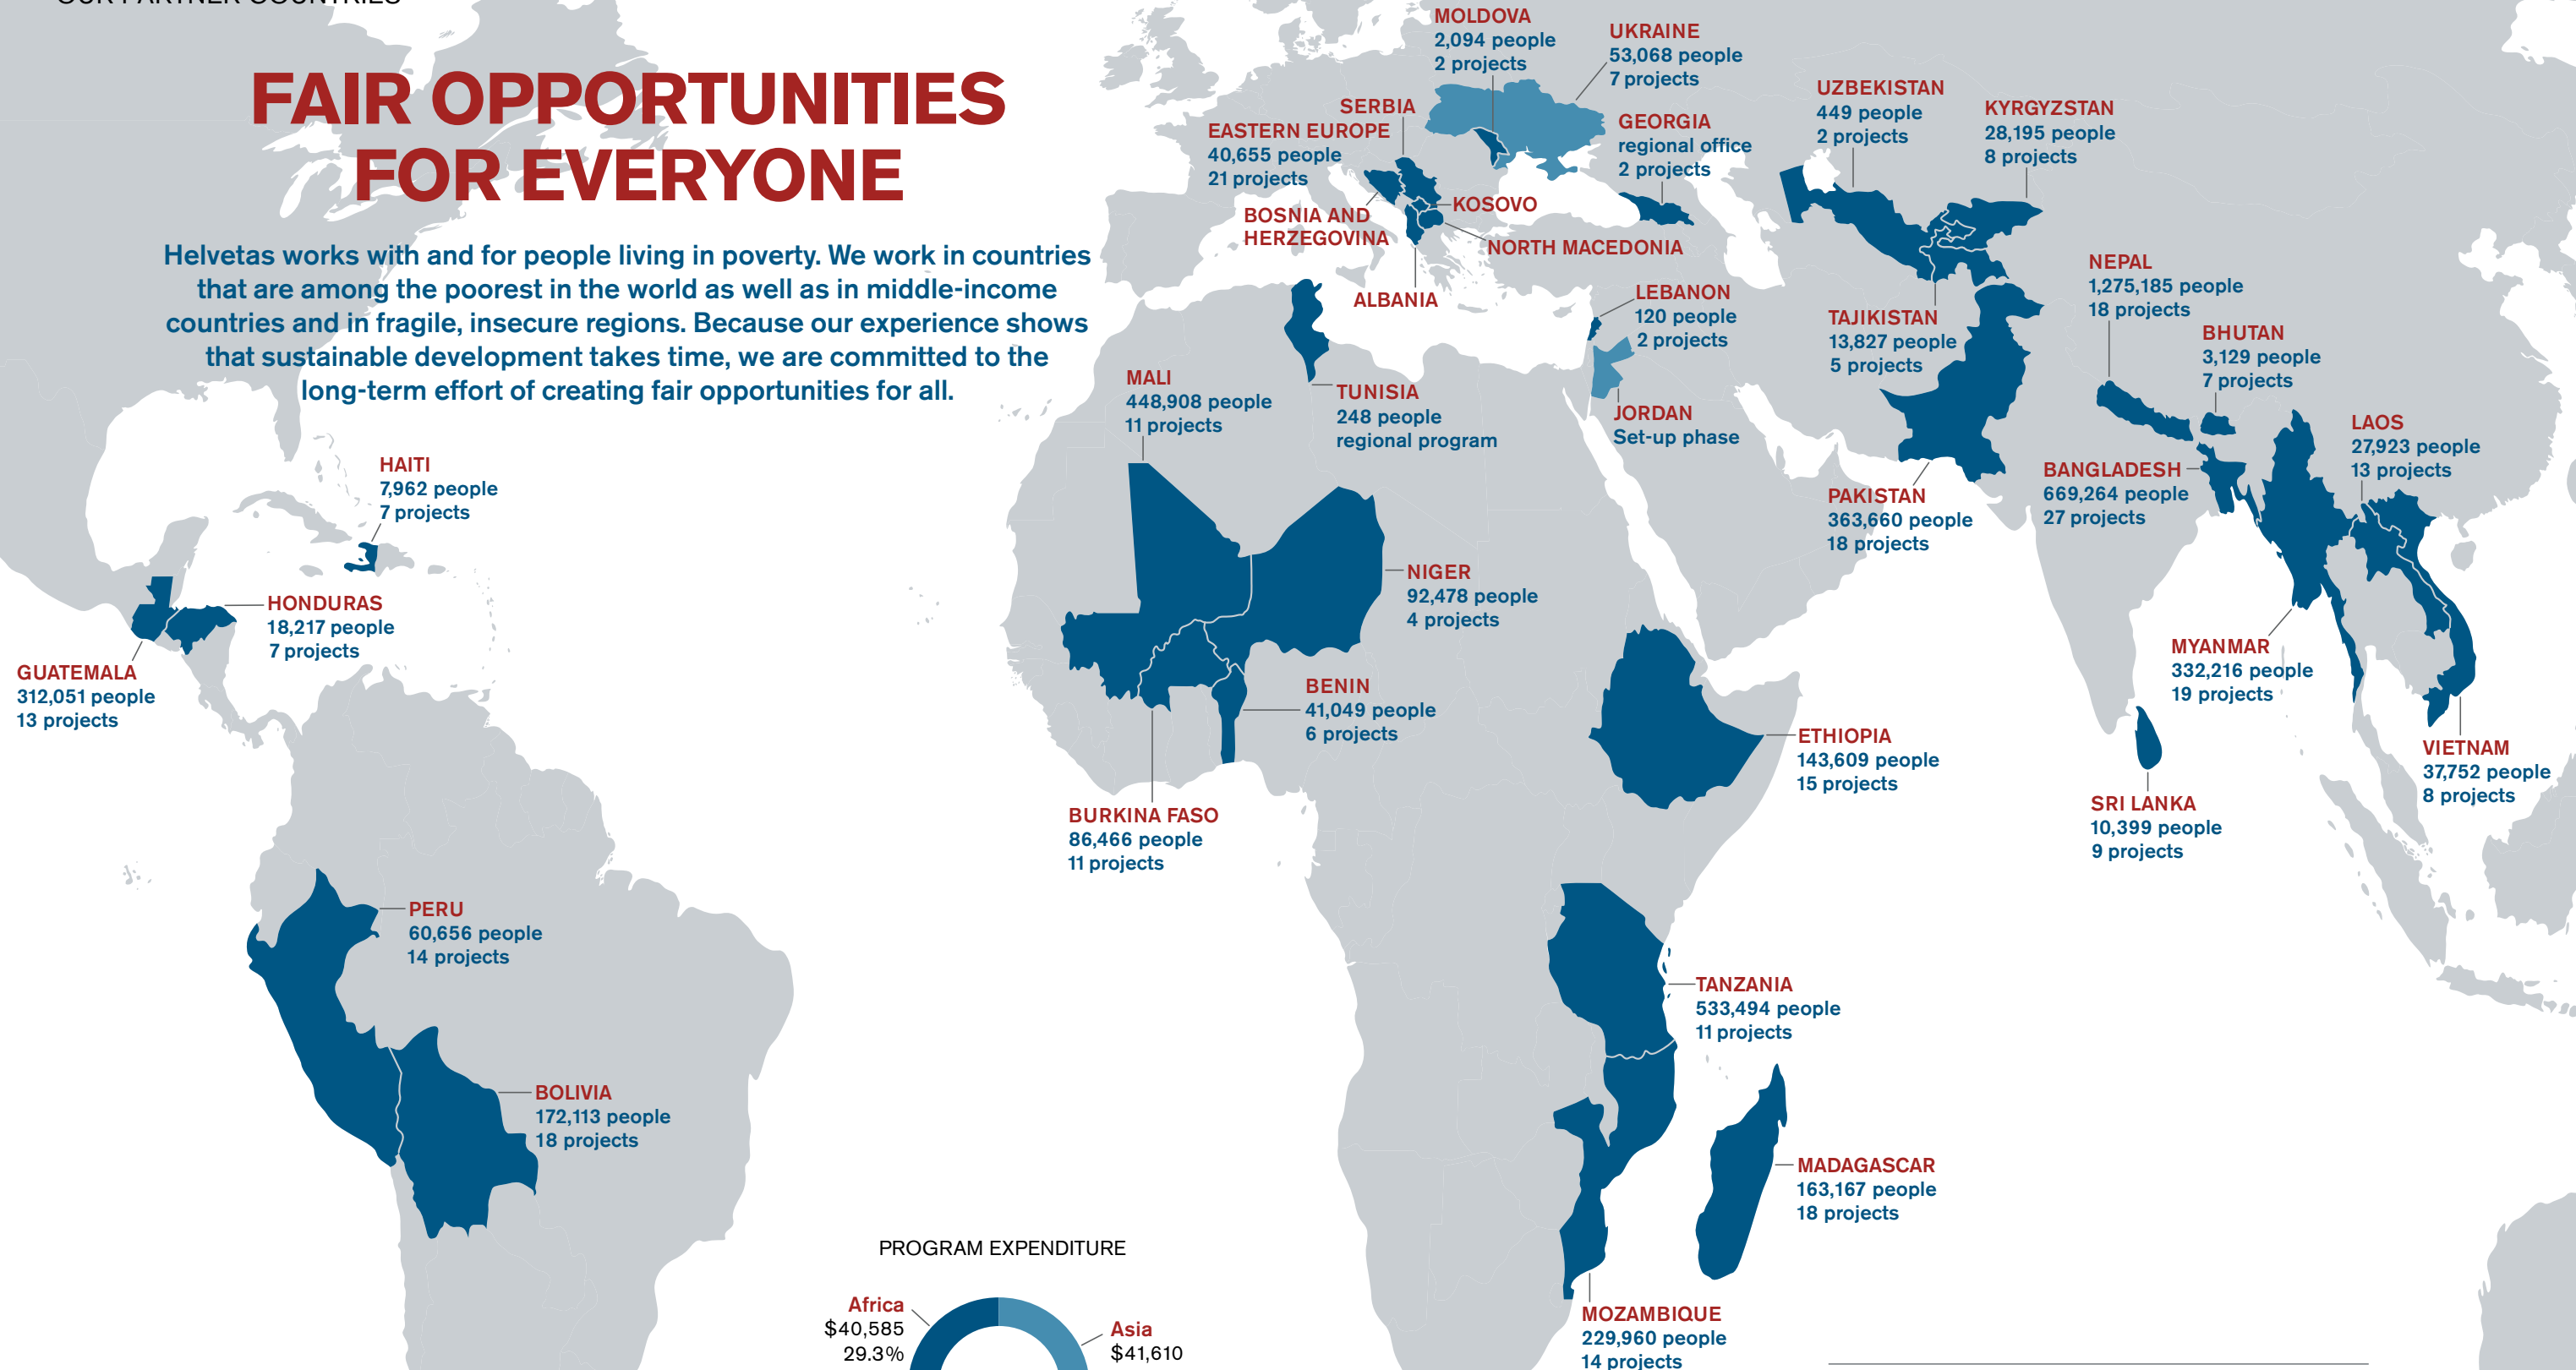 OUR PARTNER COUNTRIES
FAIR OPPORTUNITIES
FOR EVERYONE
Helvetas works with and for people living in poverty. We work in countries
that are among the poorest in the world as well as in middle-income
countries and in fragile, insecure regions. Because our experience shows
that sustainable development takes time, we are committed to the
long-term effort of creating fair opportunities for all.
HAITI
7,962 people
7 projects
HONDURAS
18,217 people
7 projects
GUATEMALA
312,051 people
13 projects
PERU
60,656 people
14 projects
BOLIVIA
172,113 people
18 projects
MOLDOVA
2,094 people
2 projects
UKRAINE
53,068 people
7 projects
SERBIA
EASTERN EUROPE
40,655 people
21 projects
BOSNIA AND
HERZEGOVINA
KOSOVO
NORTH MACEDONIA
ALBANIA
GEORGIA
regional office
2 projects
UZBEKISTAN
449 people
2 projects
KYRGYZSTAN
28,195 people
8 projects
LEBANON
120 people
2 projects
JORDAN
Set-up phase
TAJIKISTAN
13,827 people
5 projects
PAKISTAN
363,660 people
18 projects
NEPAL
1,275,185 people
18 projects
BHUTAN
3,129 people
7 projects
BANGLADESH
669,264 people
27 projects
LAOS
27,923 people
13 projects
MYANMAR
332,216 people
19 projects
VIETNAM
37,752 people
8 projects
SRI LANKA
10,399 people
9 projects
MALI
448,908 people
11 projects
TUNISIA
248 people
regional program
NIGER
92,478 people
4 projects
BENIN
41,049 people
6 projects
BURKINA FASO
86,466 people
11 projects
ETHIOPIA
143,609 people
15 projects
TANZANIA
533,494 people
11 projects
MADAGASCAR
163,167 people
18 projects
MOZAMBIQUE
229,960 people
14 projects
PROGRAM EXPENDITURE
Africa
$40,585
29.3%
Asia
$41,610